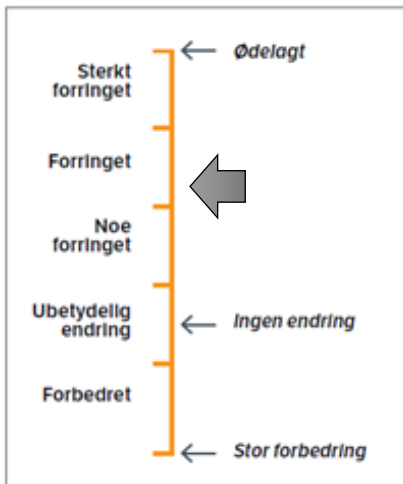 Ødelagt
Sterkt
forringet
Forringet
Noe
forringet
Ubetydelig
endring
Ingen endring
Forbedret
Stor forbedring